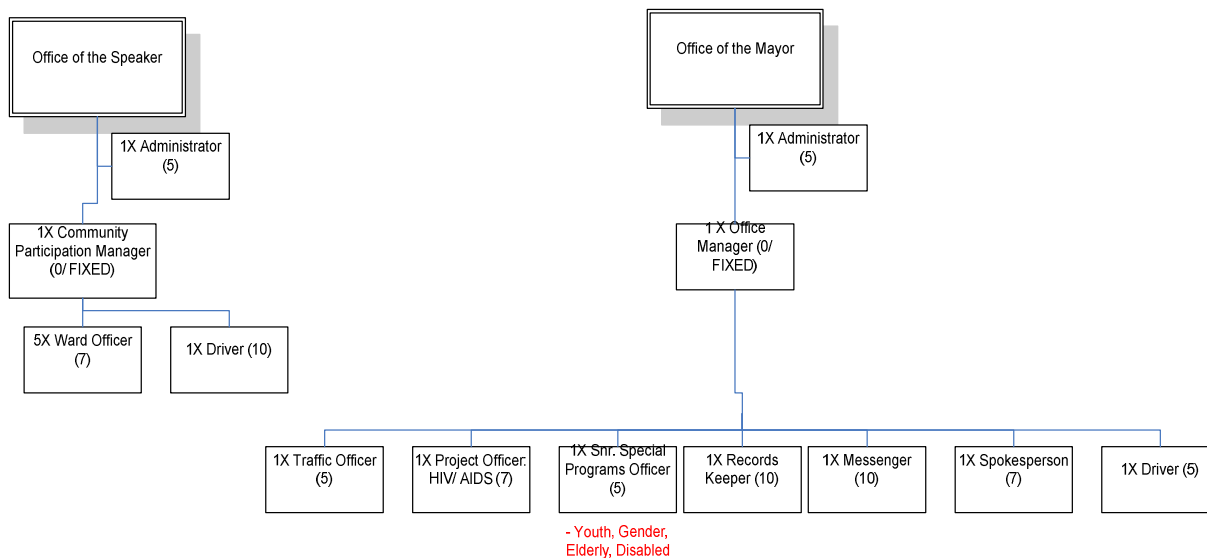 Office of the Speaker
1X Administrator
(5)
1X Community
Participation Manager
(0/ FIXED)
5X Ward Officer
(7)
1X Driver (10)
Office of the Mayor
1X Administrator
(5)
1 X Office
Manager (0/
FIXED)
1X Traffic Officer
(5)
1X Project Officer:
HIV/ AIDS (7)
1X Snr. Special
Programs Officer
(5)
- Youth, Gender,
Elderly, Disabled
1X Records
Keeper (10)
1X Messenger
(10)
1X Spokesperson
(7)
1X Driver (5)